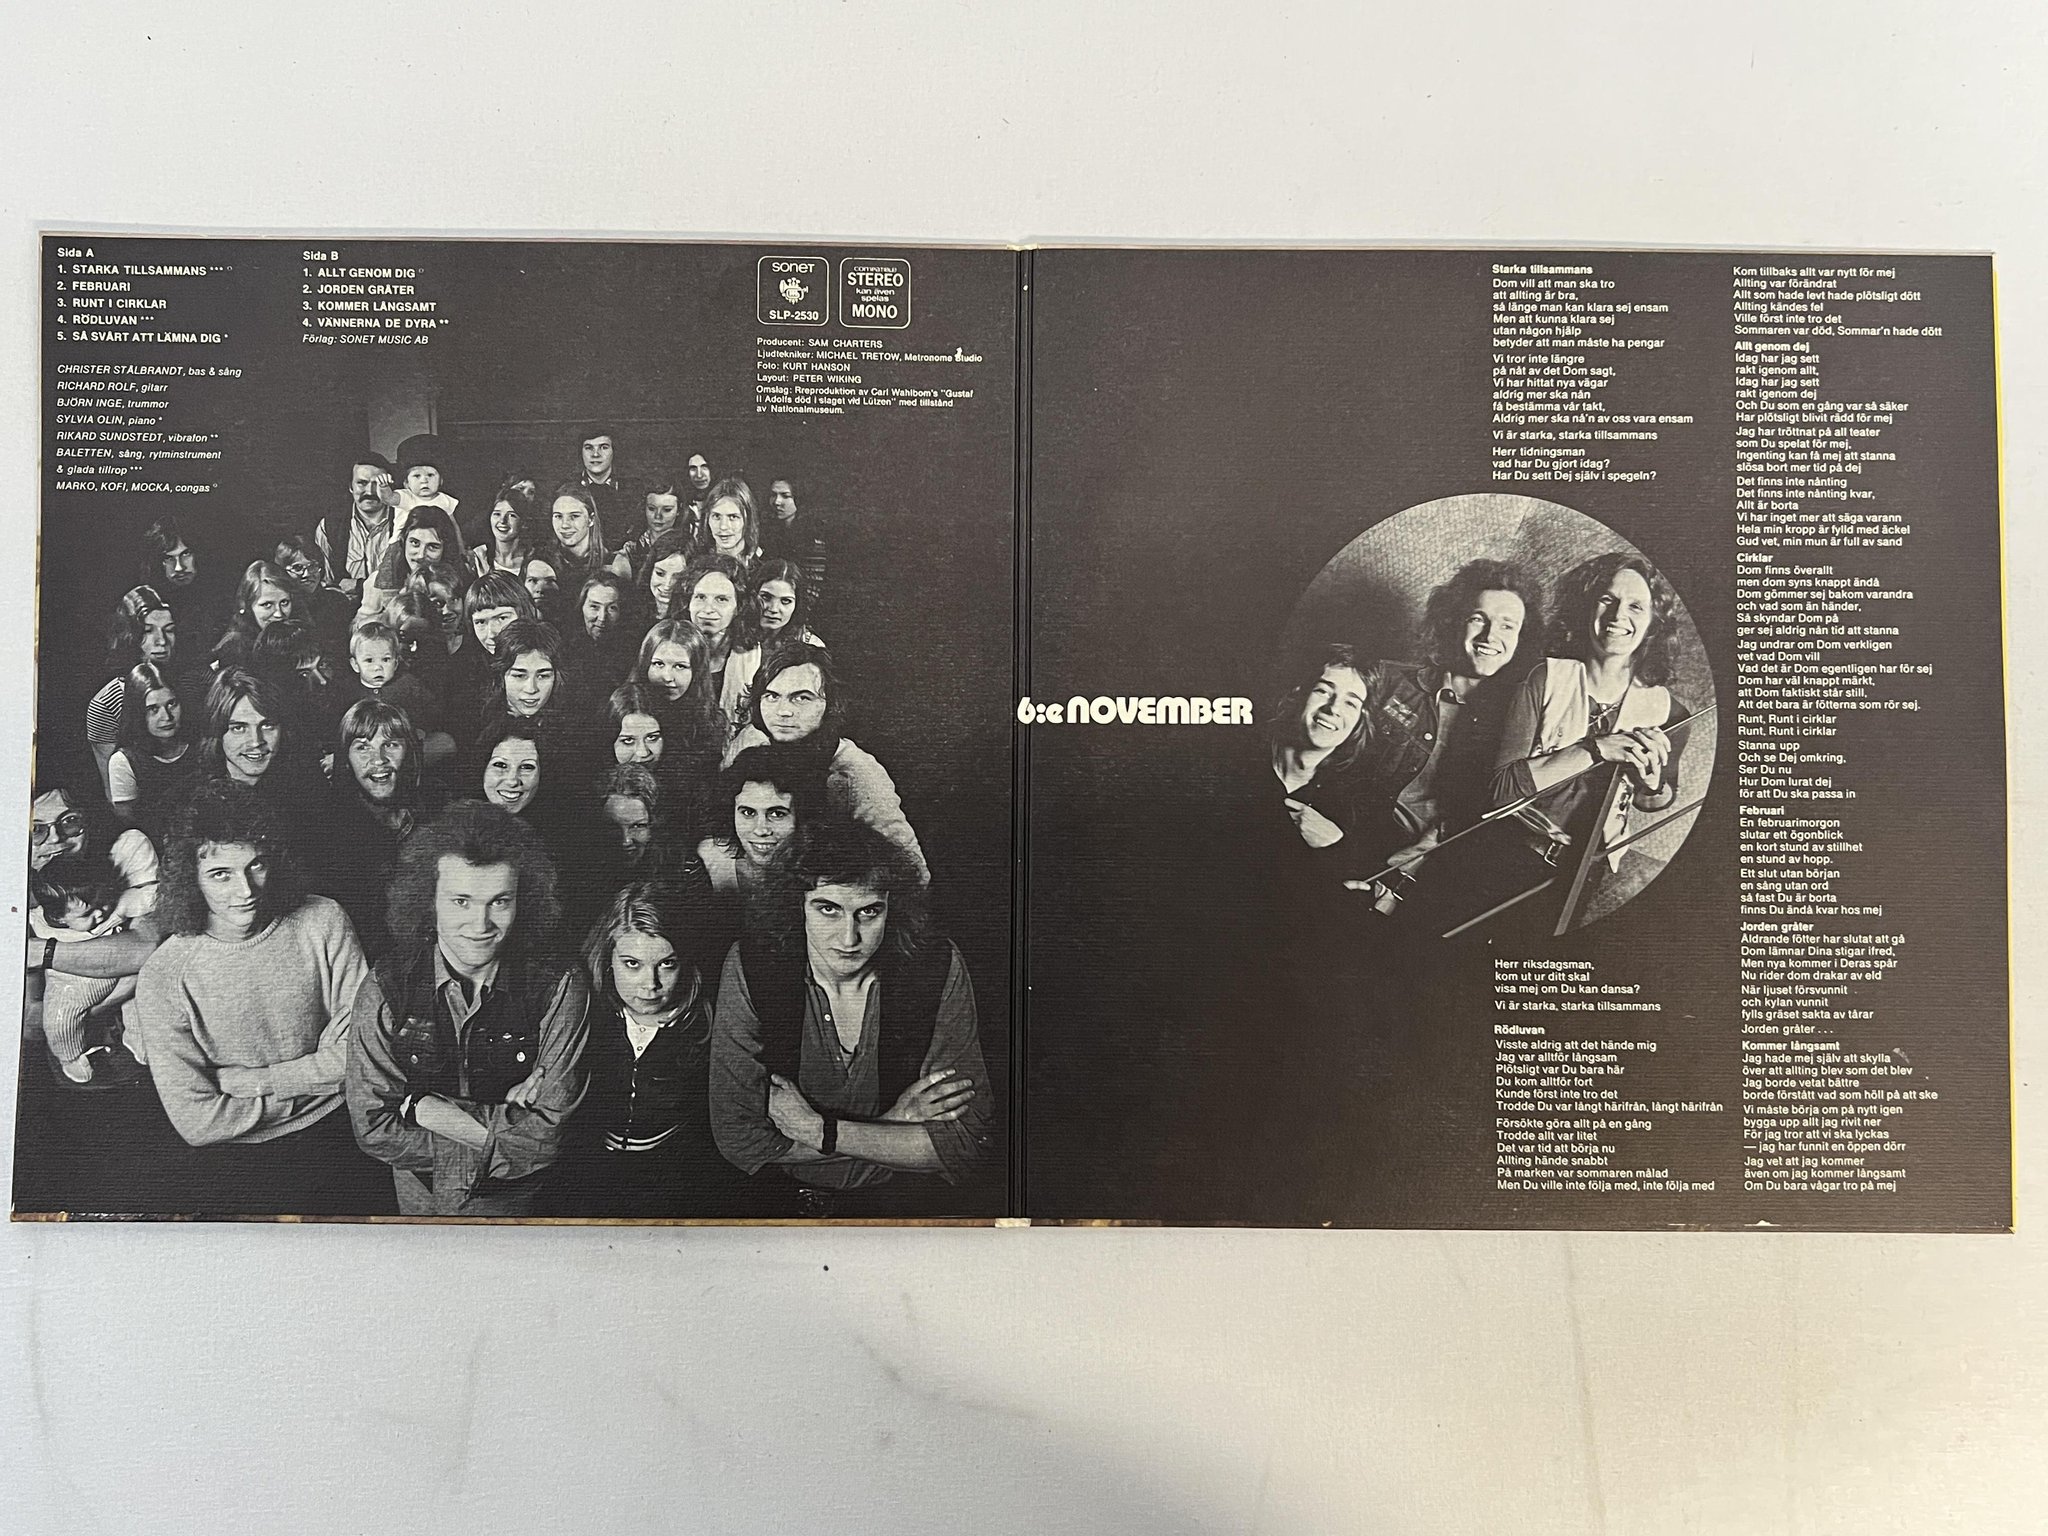 Sida A
1. STARKA TILLSAMMANS *** °
2. FEBRUARI
3. RUNT I CIRKLAR
4. RÖDLUVAN ***
5. SÅ SVÅRT ATT LÄMNA DIG *
CHRISTER STÅLBRANDT, bas & sång
RICHARD ROLF, gitarr
BJÖRN INGE, trummor
SYLVIA OLIN, piano *
RIKARD SUNDSTEDT, vibrafon **
BALETTEN, sång, rytminstrument
& glada tillrop ***
MARKO, KOFI, MOCKA, congas °
Sida B
1. ALLT GENOM DIG °
2. JORDEN GRÅTER
3. KOMMER LÅNGSAMT
4. VÄNNERNA DE DYRA **
Förlag: SONET MUSIC AB
SONET
SLP-2530
COMPATIBLE
STEREO
kan även
spelas
MONO
Producent: SAM CHARTERS
Ljudtekniker: MICHAEL TRETOW, Metronome Studio
Foto: KURT HANSON
Layout: PETER WIKING
Omslag: Rreproduktion av Carl Wahlbom's "Gustaf
II Adolfs död i slaget vid Lützen" med tillstånd
av Nationalmuseum.
6:e NOVEMBER
Starka tillsammans
Dom vill att man ska tro
att allting är bra,
så länge man kan klara sej ensam
Men att kunna klara sej
utan någon hjälp
betyder att man måste ha pengar
Vi tror inte längre
på nåt av det Dom sagt,
Vi har hittat nya vägar
aldrig mer ska nån
få bestämma vår takt,
Aldrig mer ska nå'n av oss vara ensam
Vi är starka, starka tillsammans
Herr tidningsman
vad har Du gjort idag?
Har Du sett Dej själv i spegeln?
Herr riksdagsman,
kom ut ur ditt skal
visa mej om Du kan dansa?
Vi är starka, starka tillsammans
Rödluvan
Visste aldrig att det hände mig
Jag var alltför långsam
Plötsligt var Du bara här
Du kom alltför fort
Kunde först inte tro det
Trodde Du var långt härifrån, långt härifrån
Försökte göra allt på en gång
Trodde allt var litet
Det var tid att börja nu
Allting hände snabbt
På marken var sommaren målad
Men Du ville inte följa med, inte följa med
Kom tillbaks allt var nytt för mej
Allting var förändrat
Allt som hade levt hade plötsligt dött
Allting kändes fel
Ville först inte tro det
Sommaren var död, Sommar'n hade dött
Allt genom dej
Idag har jag sett
rakt igenom allt,
Idag har jag sett
rakt igenom dej
Och Du som en gång var så säker
Har plötsligt blivit rädd för mej
Jag har tröttnat på all teater
som Du spelat för mej.
Ingenting kan få mej att stanna
slösa bort mer tid på dej
Det finns inte nånting
Det finns inte nånting kvar,
Allt är borta
Vi har inget mer att säga varann
Hela min kropp är fylld med äckel
Gud vet, min mun är full av sand
Cirklar
Dom finns överallt
men dom syns knappt ändå
Dom gömmer sej bakom varandra
och vad som än händer,
Så skyndar Dom på
ger sej aldrig nån tid att stanna
Jag undrar om Dom verkligen
vet vad Dom vill
Vad det är Dom egentligen har för sej
Dom har väl knappt märkt,
att Dom faktiskt står still,
Att det bara är fötterna som rör sej.
Runt, Runt i cirklar
Runt, Runt i cirklar
Stanna upp
Och se Dej omkring,
Ser Du nu
Hur Dom lurat dej
för att Du ska passa in
Februari
En februarimorgon
slutar ett ögonblick
en kort stund av stillhet
en stund av hopp.
Ett slut utan början
en sång utan ord
så fast Du är borta
finns Du ändå kvar hos mej
Jorden gråter
Åldrande fötter har slutat att gå
Dom lämnar Dina stigar ifred,
Men nya kommer i Deras spår
Nu rider dom drakar av eld
När ljuset försvunnit
och kylan vunnit
fylls gräset sakta av tårar
Jorden gråter . . .
Kommer långsamt
Jag hade mej själv att skylla
över att allting blev som det blev
Jag borde vetat bättre
borde förstått vad som höll på att ske
Vi måste börja om på nytt igen
bygga upp allt jag rivit ner
För jag tror att vi ska lyckas
— jag har funnit en öppen dörr
Jag vet att jag kommer
även om jag kommer långsamt
Om Du bara vågar tro på mej